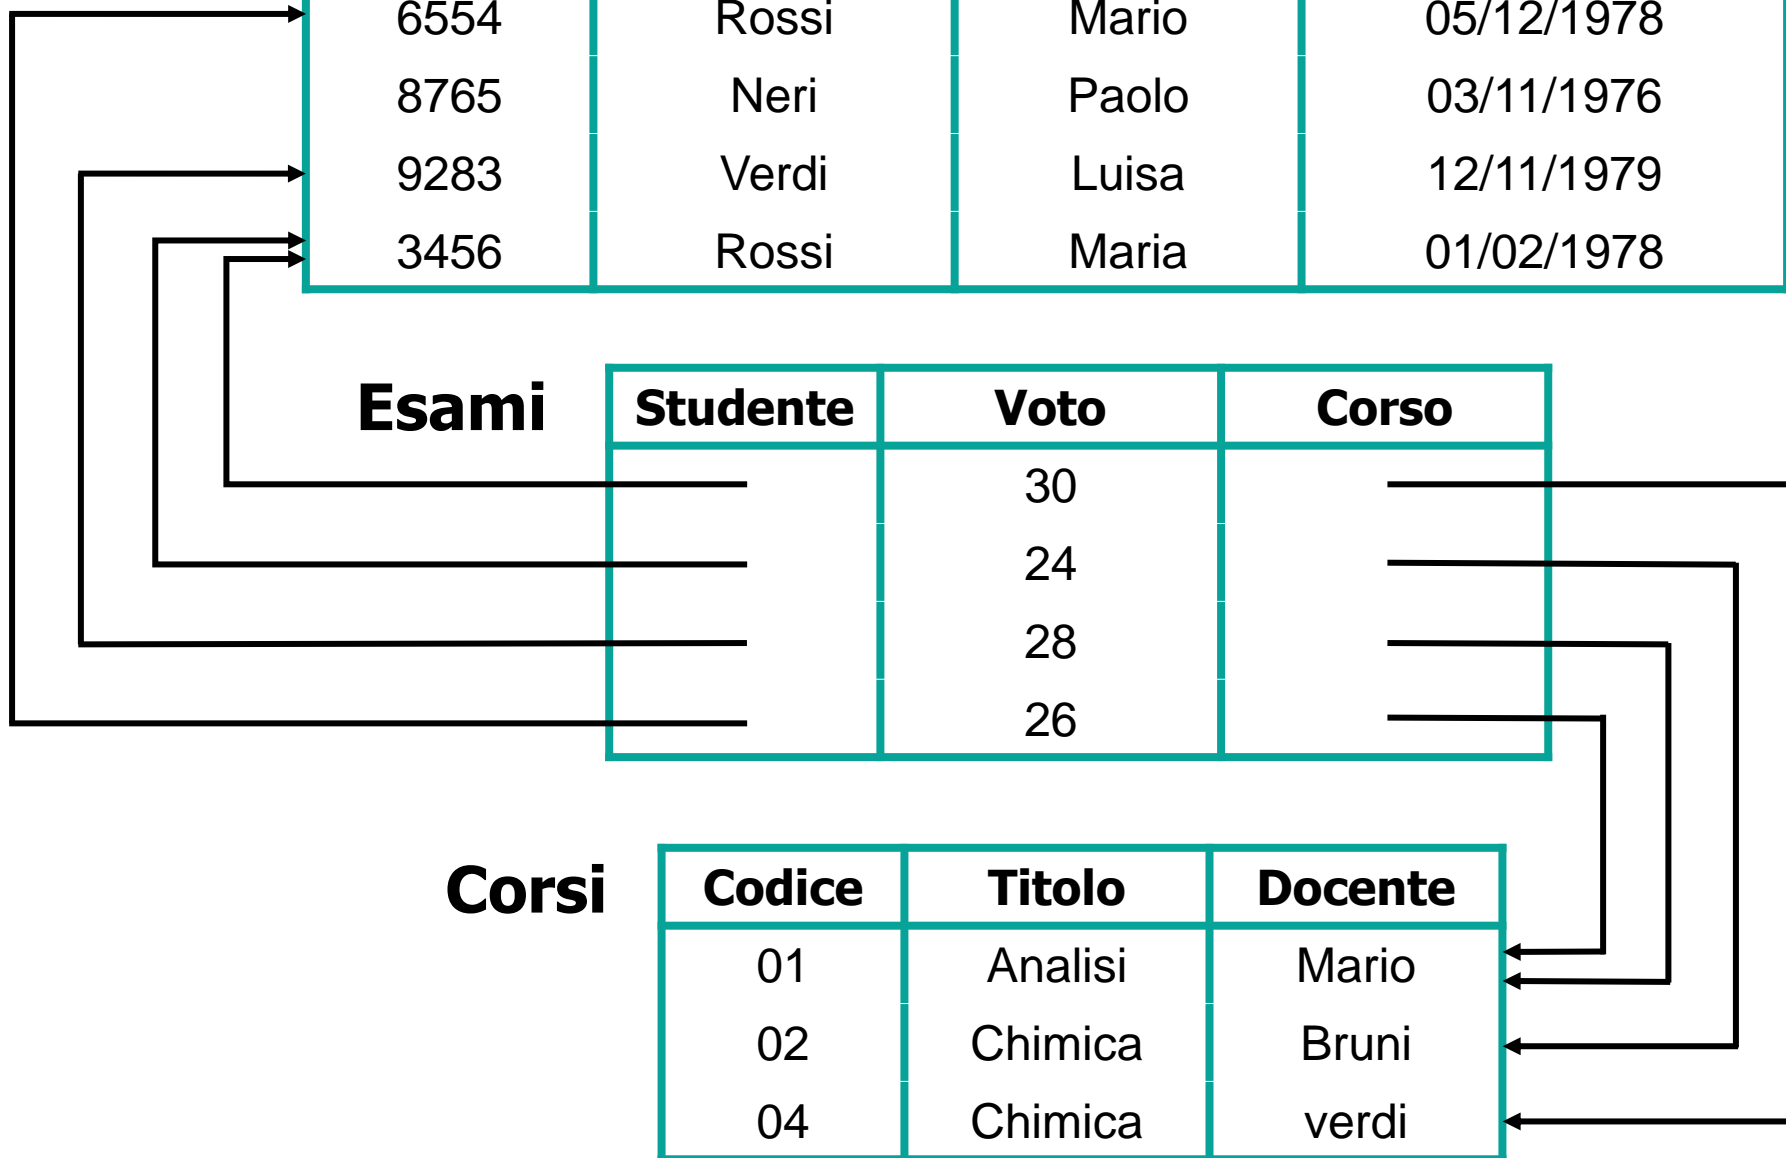 6554 Rossi Mario 05/12/1978
8765 Neri Paolo 03/11/1976
9283 Verdi Luisa 12/11/1979
3456 Rossi Maria 01/02/1978
Esami Studente Voto Corso
30
24
28
26
Corsi Codice Titolo Docente
01 Analisi Mario
02 Chimica Bruni
04 Chimica verdi